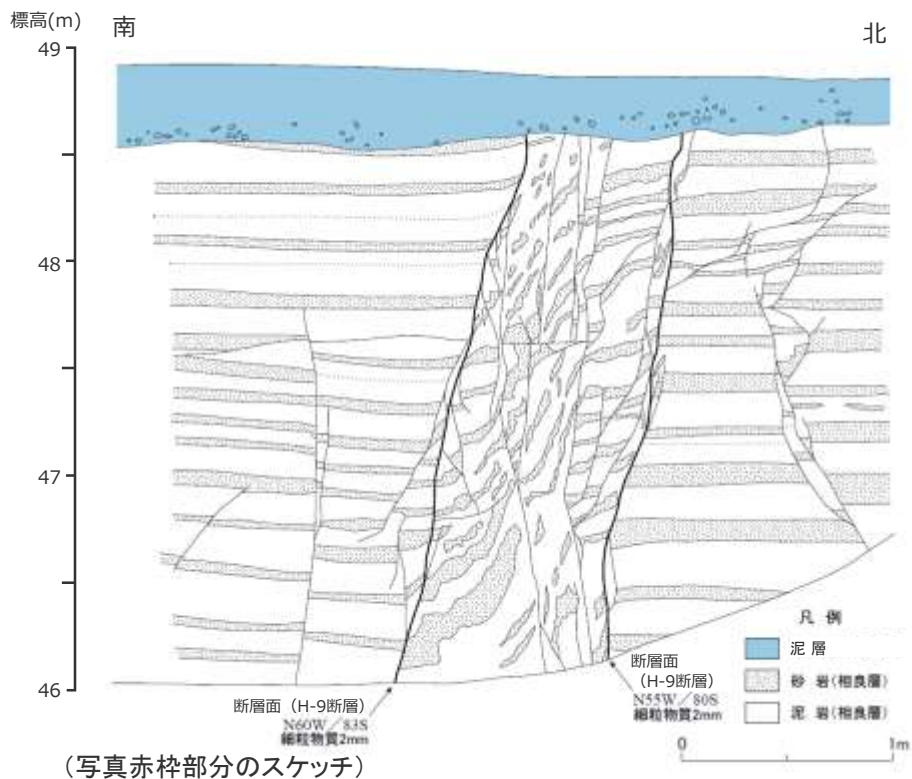 標高(m)
南
北
49
48
47
46
断層面（H-9断層）
N60W／83S
細粒物質2mm
断層面
（H-9断層）
N55W／80S
細粒物質2mm
凡 例
泥 層
砂 岩(相良層)
泥 岩(相良層)
0
1m
（写真赤枠部分のスケッチ）